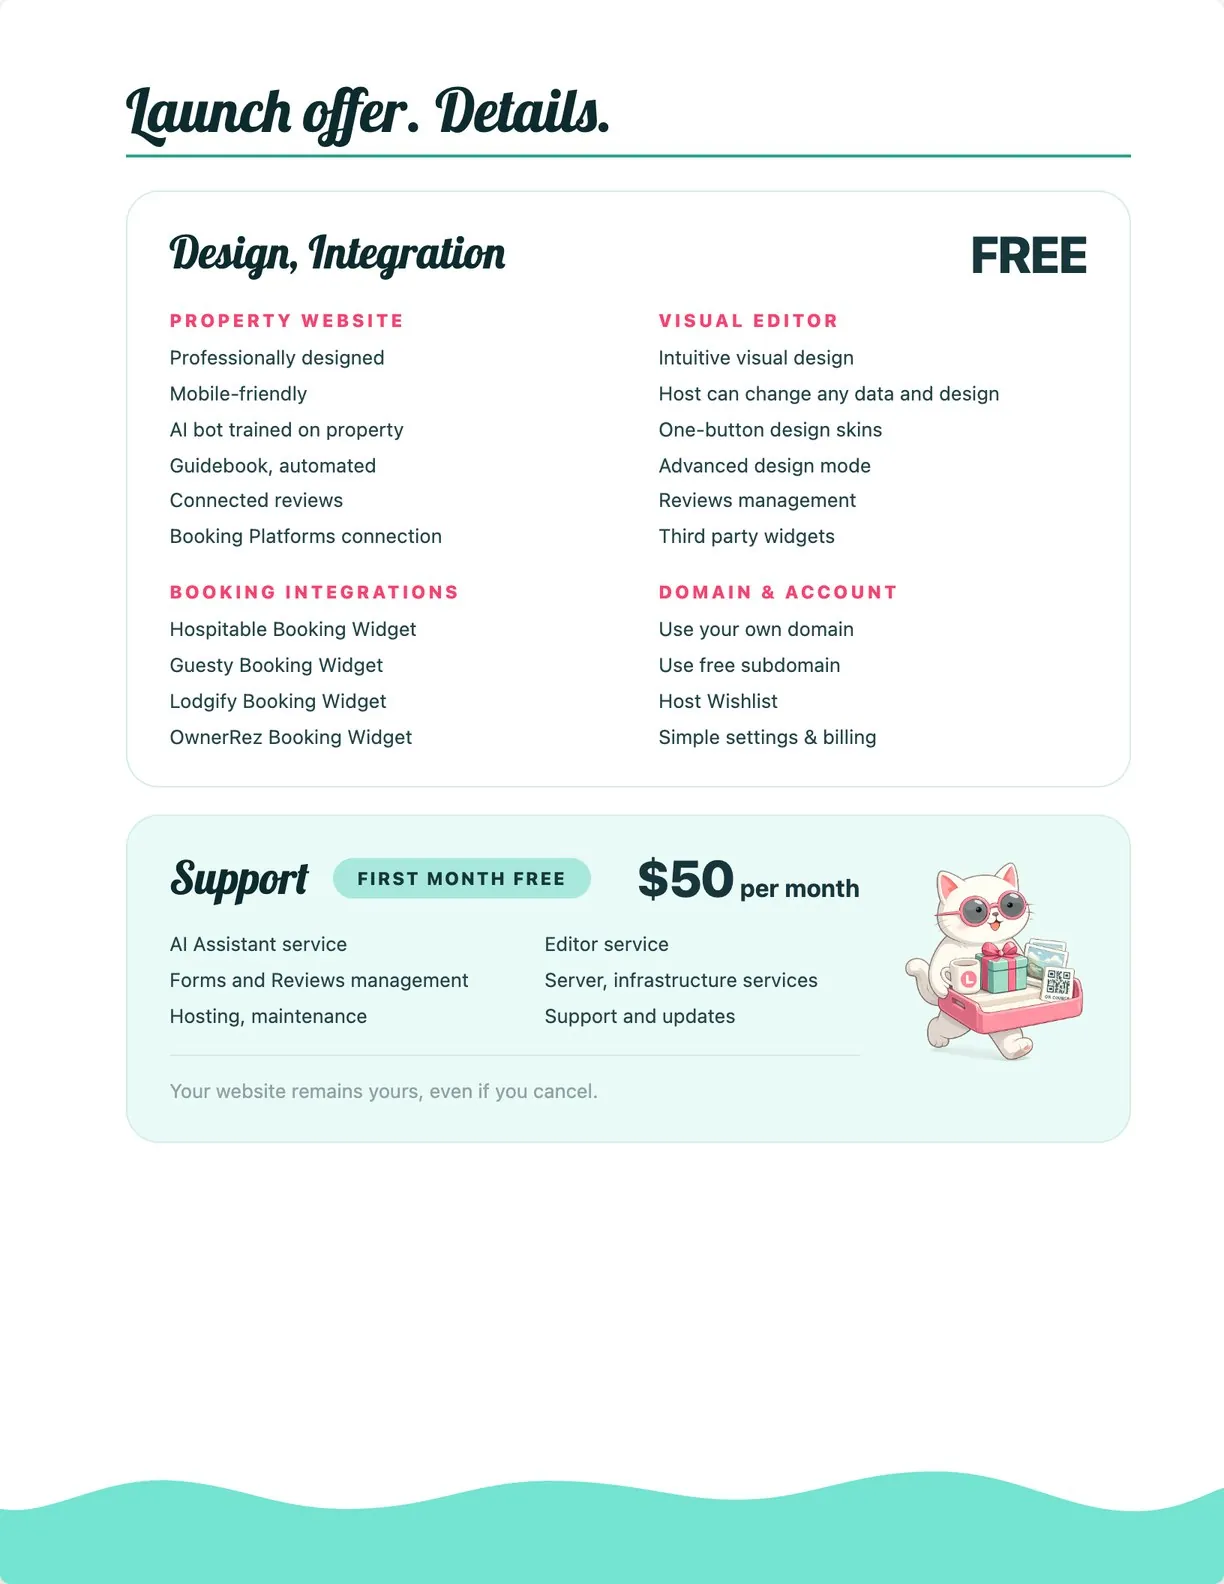 Launch offer. Details.
Design, Integration
FREE
PROPERTY WEBSITE
Professionally designed
Mobile-friendly
AI bot trained on property
Guidebook, automated
Connected reviews
Booking Platforms connection
VISUAL EDITOR
Intuitive visual design
Host can change any data and design
One-button design skins
Advanced design mode
Reviews management
Third party widgets
BOOKING INTEGRATIONS
Hospitable Booking Widget
Guesty Booking Widget
Lodgify Booking Widget
OwnerRez Booking Widget
DOMAIN & ACCOUNT
Use your own domain
Use free subdomain
Host Wishlist
Simple settings & billing
Support
FIRST MONTH FREE
$50 per month
AI Assistant service
Forms and Reviews management
Hosting, maintenance
Editor service
Server, infrastructure services
Support and updates
L
Your website remains yours, even if you cancel.